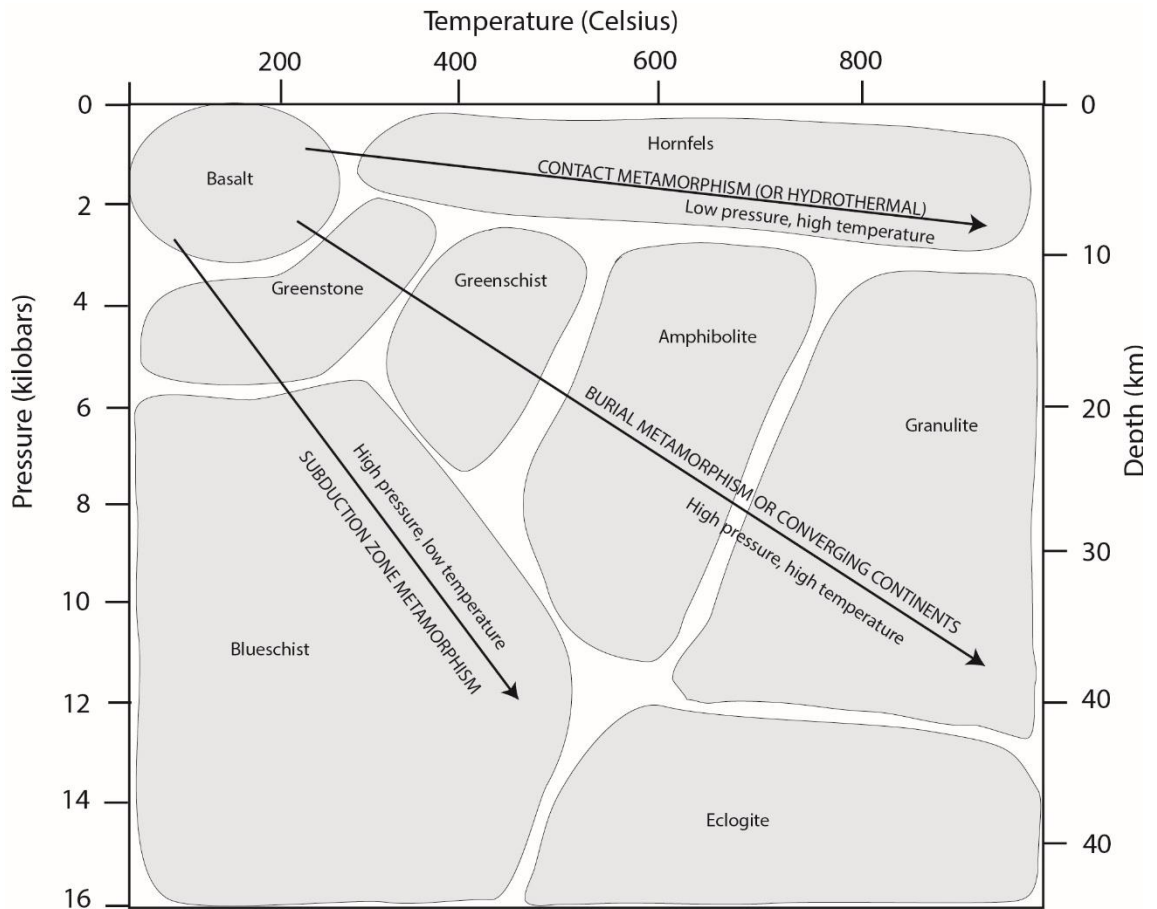 Temperature (Celsius)
200 400 600 800
0
2
4
6
8
10
12
14
16
Pressure (kilobars)
0
10
20
30
40
40
Depth (km)
Basalt
Hornfels
CONTACT METAMORPHISM (OR HYDROTHERMAL)
Low pressure, high temperature
Greenstone
Greenschist
Amphibolite
Granulite
BURIAL METAMORPHISM OR CONVERGING CONTINENTS
High pressure, high temperature
High pressure, low temperature
SUBDUCTION ZONE METAMORPHISM
Blueschist
Eclogite